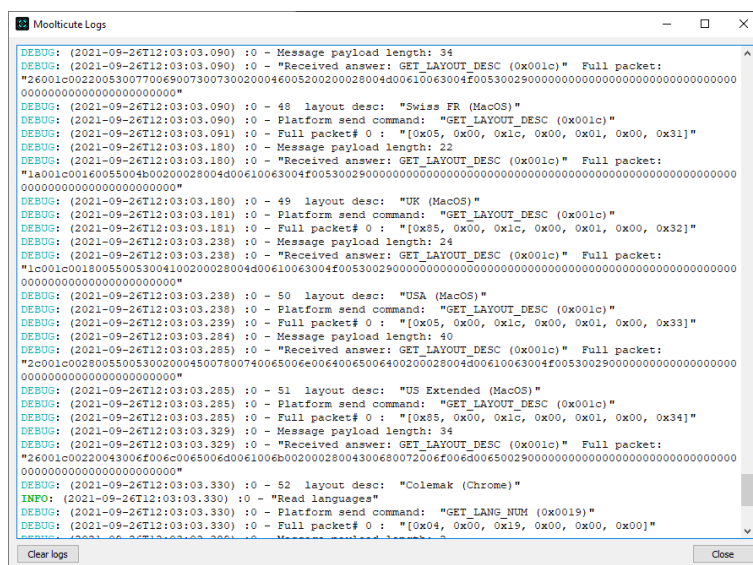 Moolticute Logs
DEBUG: (2021-09-26T12:03:03.090) :0 - Message payload length: 34
DEBUG: (2021-09-26T12:03:03.090) :0 - "Received answer: GET_LAYOUT_DESC (0x001c)"  Full packet:
DEBUG: (2021-09-26T12:03:03.090) :0 - 48  layout desc:  "Swiss FR (MacOS)"
DEBUG: (2021-09-26T12:03:03.090) :0 - Platform send command:  "GET_LAYOUT_DESC (0x001c)"
DEBUG: (2021-09-26T12:03:03.091) :0 - Full packet# 0 :  "[0x05, 0x00, 0x1c, 0x00, 0x01, 0x00, 0x31]"
DEBUG: (2021-09-26T12:03:03.180) :0 - Message payload length: 22
DEBUG: (2021-09-26T12:03:03.180) :0 - "Received answer: GET_LAYOUT_DESC (0x001c)"  Full packet:
DEBUG: (2021-09-26T12:03:03.180) :0 - 49  layout desc:  "UK (MacOS)"
DEBUG: (2021-09-26T12:03:03.181) :0 - Platform send command:  "GET_LAYOUT_DESC (0x001c)"
DEBUG: (2021-09-26T12:03:03.181) :0 - Full packet# 0 :  "[0x85, 0x00, 0x1c, 0x00, 0x01, 0x00, 0x32]"
DEBUG: (2021-09-26T12:03:03.238) :0 - Message payload length: 24
DEBUG: (2021-09-26T12:03:03.238) :0 - "Received answer: GET_LAYOUT_DESC (0x001c)"  Full packet:
DEBUG: (2021-09-26T12:03:03.238) :0 - 50  layout desc:  "USA (MacOS)"
DEBUG: (2021-09-26T12:03:03.238) :0 - Platform send command:  "GET_LAYOUT_DESC (0x001c)"
DEBUG: (2021-09-26T12:03:03.239) :0 - Full packet# 0 :  "[0x05, 0x00, 0x1c, 0x00, 0x01, 0x00, 0x33]"
DEBUG: (2021-09-26T12:03:03.284) :0 - Message payload length: 40
DEBUG: (2021-09-26T12:03:03.285) :0 - "Received answer: GET_LAYOUT_DESC (0x001c)"  Full packet:
DEBUG: (2021-09-26T12:03:03.285) :0 - 51  layout desc:  "US Extended (MacOS)"
DEBUG: (2021-09-26T12:03:03.285) :0 - Platform send command:  "GET_LAYOUT_DESC (0x001c)"
DEBUG: (2021-09-26T12:03:03.285) :0 - Full packet# 0 :  "[0x85, 0x00, 0x1c, 0x00, 0x01, 0x00, 0x34]"
DEBUG: (2021-09-26T12:03:03.329) :0 - Message payload length: 34
DEBUG: (2021-09-26T12:03:03.329) :0 - "Received answer: GET_LAYOUT_DESC (0x001c)"  Full packet:
DEBUG: (2021-09-26T12:03:03.330) :0 - 52  layout desc:  "Colemak (Chrome)"
INFO: (2021-09-26T12:03:03.330) :0 - "Read languages"
DEBUG: (2021-09-26T12:03:03.330) :0 - Platform send command:  "GET_LANG_NUM (0x0019)"
DEBUG: (2021-09-26T12:03:03.330) :0 - Full packet# 0 :  "[0x04, 0x00, 0x19, 0x00, 0x00, 0x00]"
Clear logs
Close